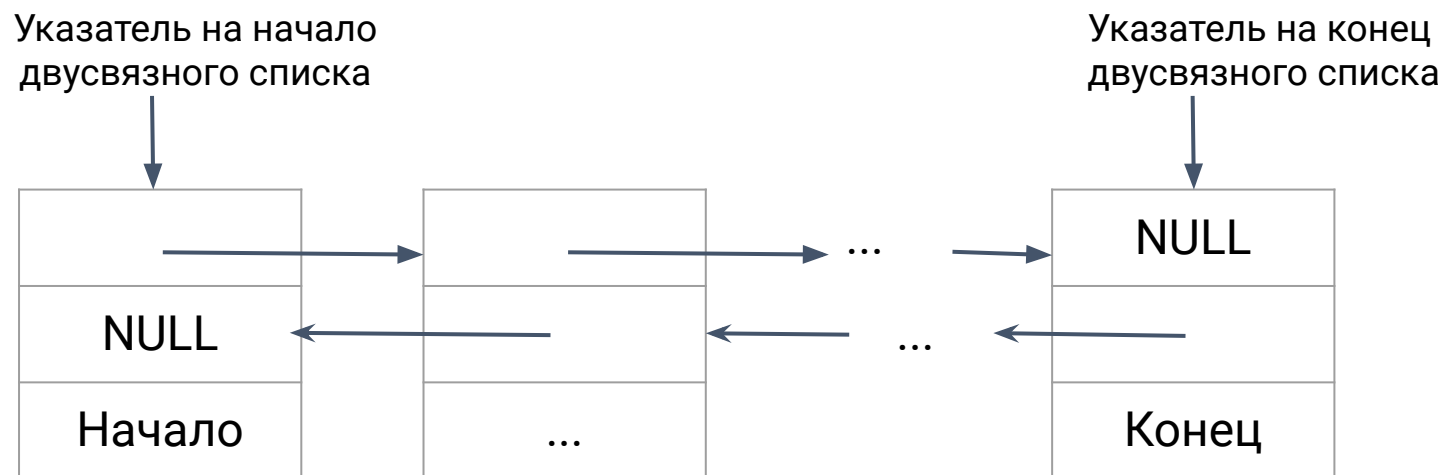 Указатель на начало
двусвязного списка
Указатель на конец
двусвязного списка
...
NULL
NULL
...
Начало
...
Конец